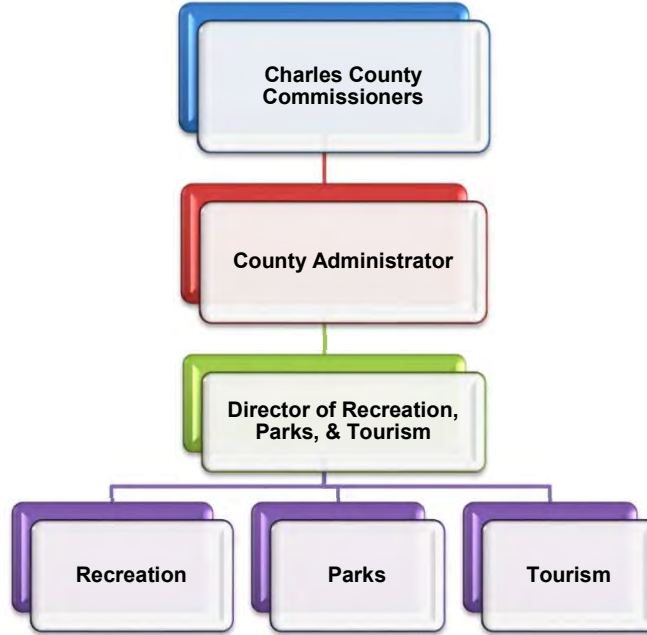 Charles County
Commissioners
County Administrator
Director of Recreation,
Parks, & Tourism
Recreation
Parks
Tourism